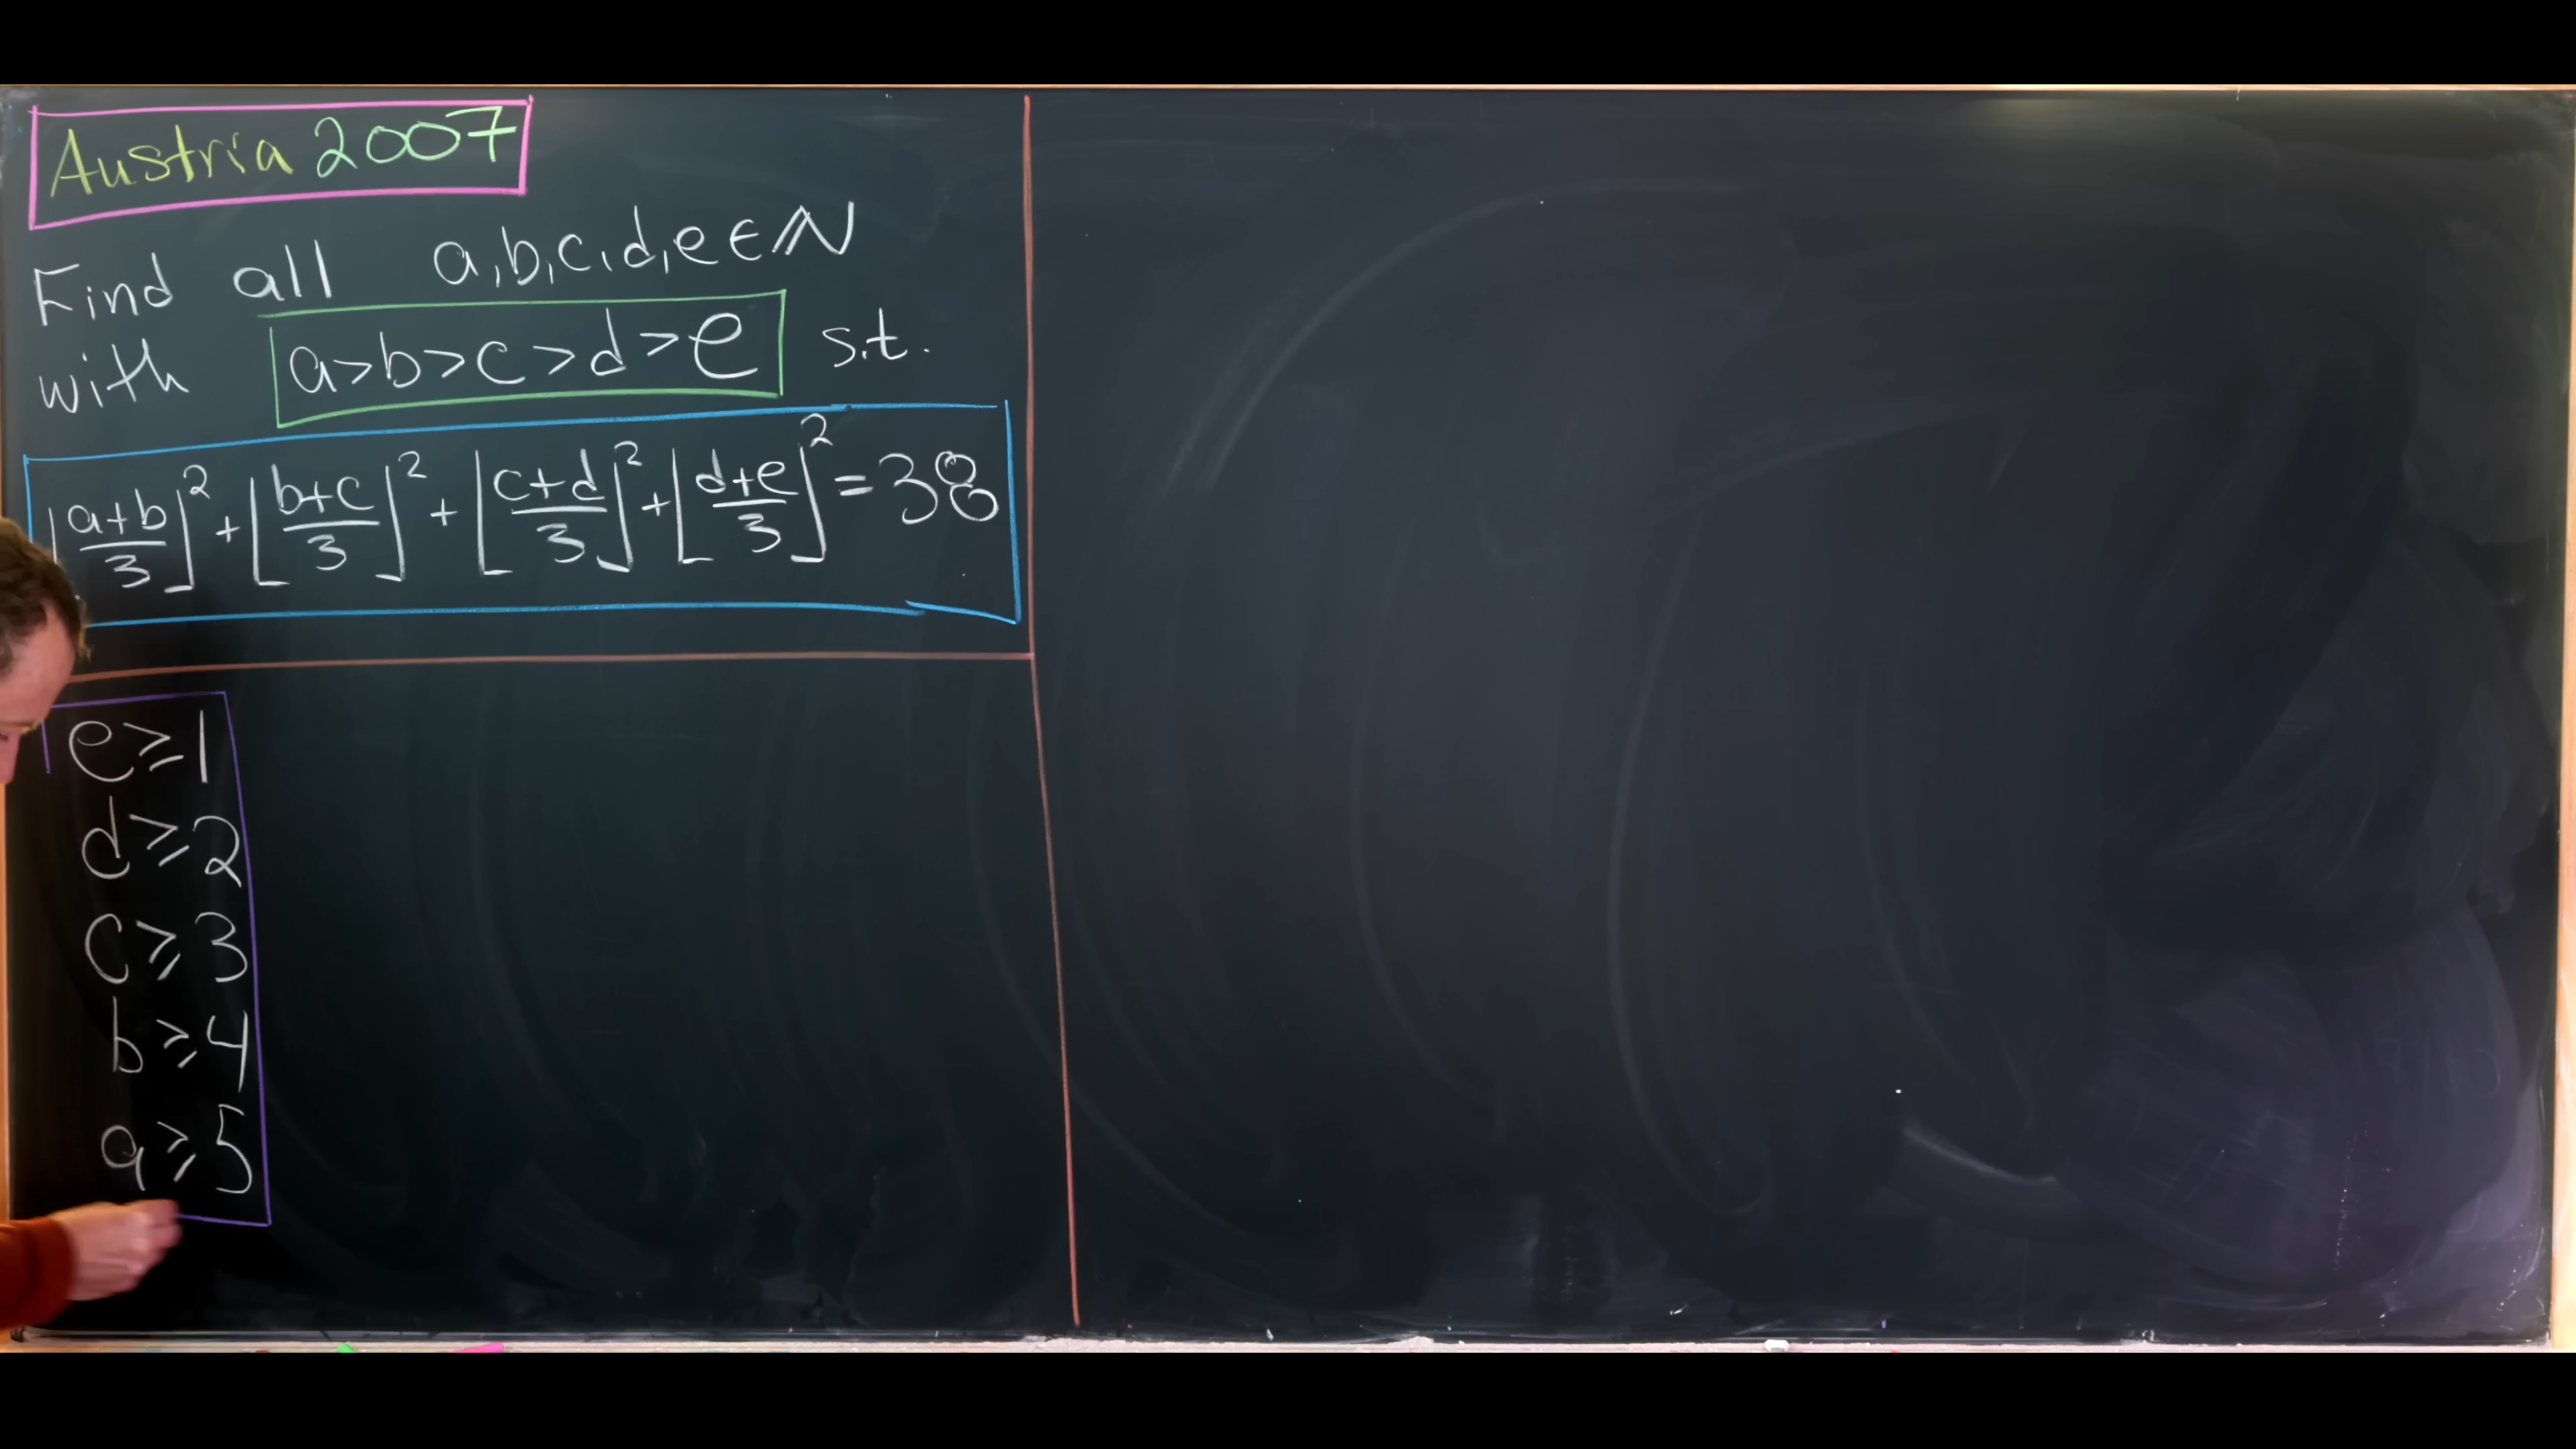 Austria 2007
Find all a,b,c,d,e ∈ ℕ
with a>b>c>d>e s.t.
⌊(a+b)/3⌋² + ⌊(b+c)/3⌋² + ⌊(c+d)/3⌋² + ⌊(d+e)/3⌋² = 38
e ≥ 1
d ≥ 2
c ≥ 3
b ≥ 4
a ≥ 5